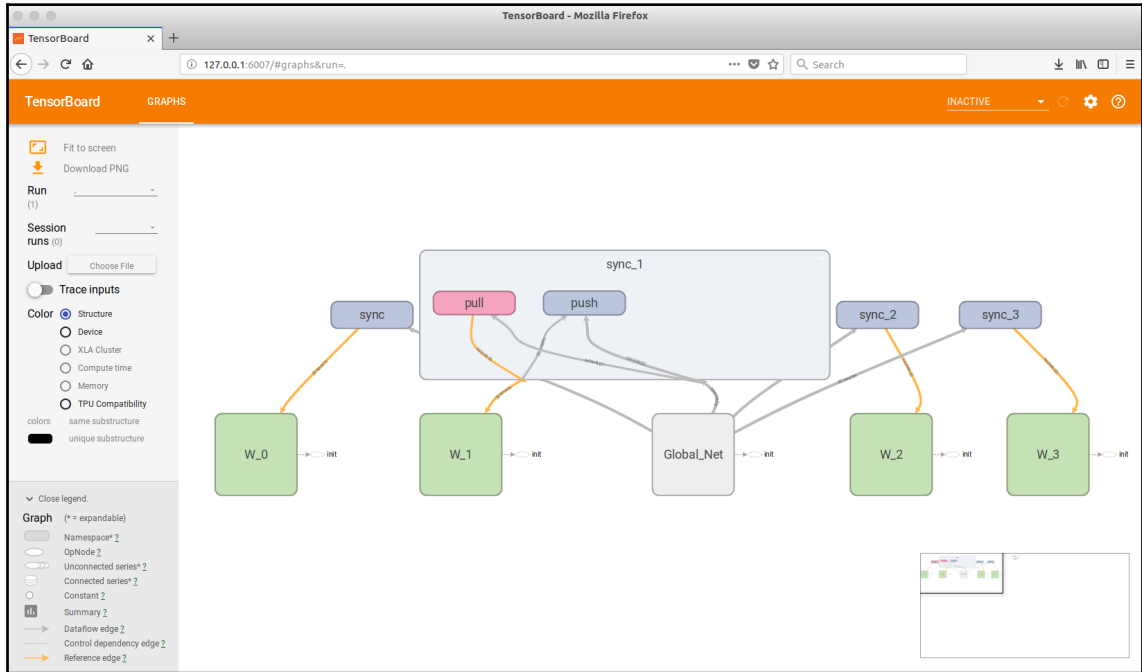 TensorBoard - Mozilla Firefox
TensorBoard × +
127.0.0.1:6007/#graphs&run=. Search
TensorBoard GRAPHS INACTIVE
Fit to screen
Download PNG
Run .
(1)
Session
runs (0)
Upload Choose File
Trace inputs
Color Structure
Device
XLA Cluster
Compute time
Memory
TPU Compatibility
colors same substructure
unique substructure
Close legend.
Graph (* = expandable)
Namespace* ?
OpNode ?
Unconnected series* ?
Connected series* ?
Constant ?
Summary ?
Dataflow edge ?
Control dependency edge ?
Reference edge ?
sync_1
pull push
sync sync_2 sync_3
W_0 init W_1 init Global_Net init W_2 init W_3 init